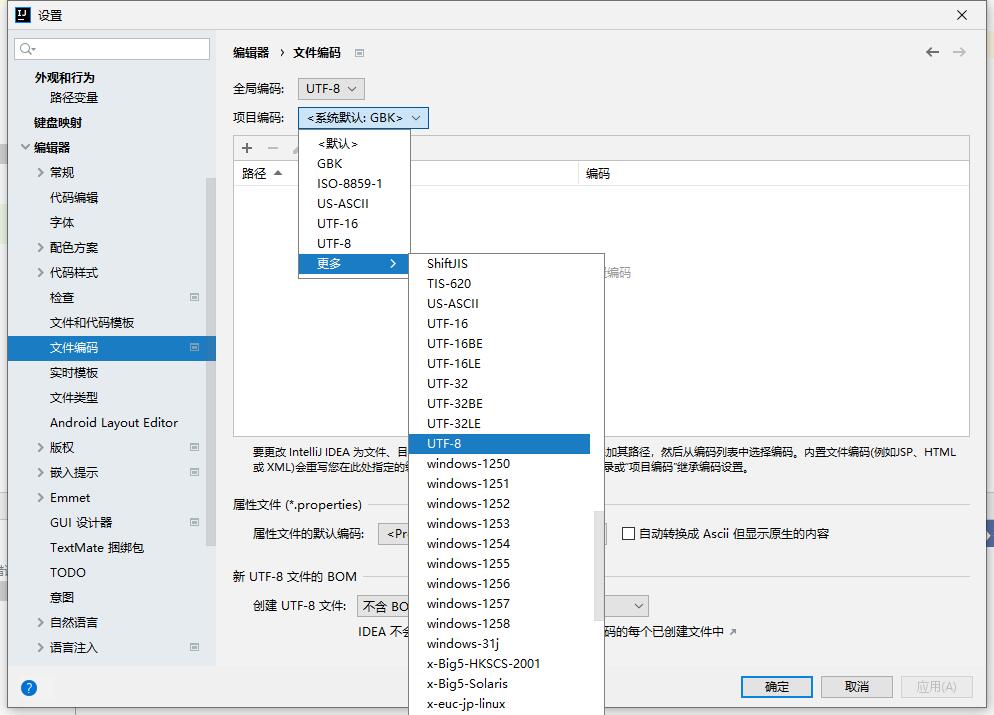 设置
外观和行为
路径变量
键盘映射
编辑器
常规
代码编辑
字体
配色方案
代码样式
检查
文件和代码模板
文件编码
实时模板
文件类型
Android Layout Editor
版权
嵌入提示
Emmet
GUI 设计器
TextMate 捆绑包
TODO
意图
自然语言
语言注入
编辑器 › 文件编码
全局编码: UTF-8
项目编码: <系统默认: GBK>
路径 编码
<默认>
GBK
ISO-8859-1
US-ASCII
UTF-16
UTF-8
更多
ShiftJIS
TIS-620
US-ASCII
UTF-16
UTF-16BE
UTF-16LE
UTF-32
UTF-32BE
UTF-32LE
UTF-8
windows-1250
windows-1251
windows-1252
windows-1253
windows-1254
windows-1255
windows-1256
windows-1257
windows-1258
windows-31j
x-Big5-HKSCS-2001
x-Big5-Solaris
x-euc-jp-linux
编码
要更改 IntelliJ IDEA 为文件、目 加其路径，然后从编码列表中选择编码。内置文件编码(例如JSP、HTML
或 XML)会重写您在此处指定的 录或"项目编码"继承编码设置。
属性文件 (*.properties)
属性文件的默认编码: <Pr 自动转换成 Ascii 但显示原生的内容
新 UTF-8 文件的 BOM
创建 UTF-8 文件: 不含 BO
IDEA 不会 码的每个已创建文件中 ↗
? 确定 取消 应用(A)